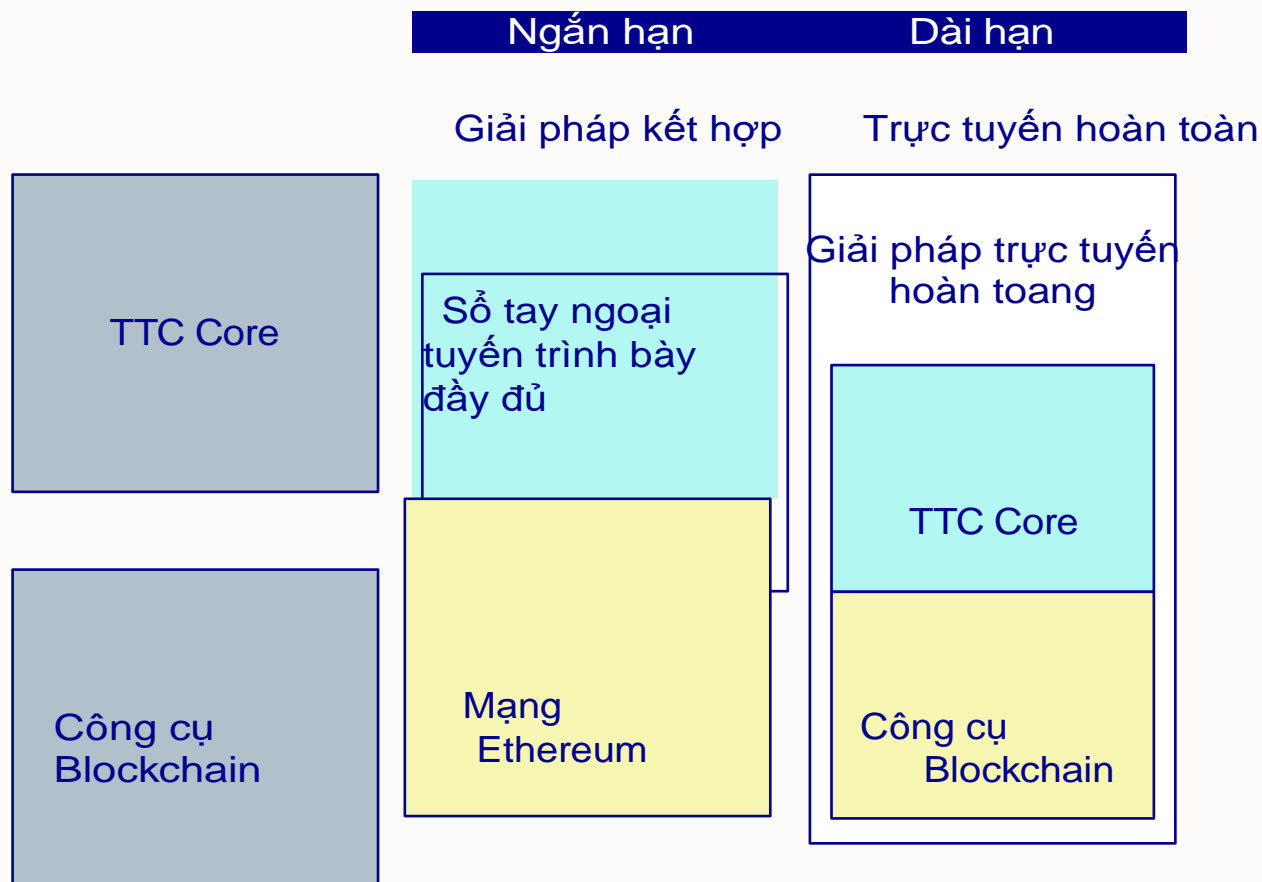 Ngắn hạn
Dài hạn
Giải pháp kết hợp
Trực tuyến hoàn toàn
TTC Core
Sổ tay ngoại
tuyến trình bày
đầy đủ
Giải pháp trực tuyến
hoàn toang
TTC Core
Công cụ
Blockchain
Mạng
Ethereum
Công cụ
Blockchain